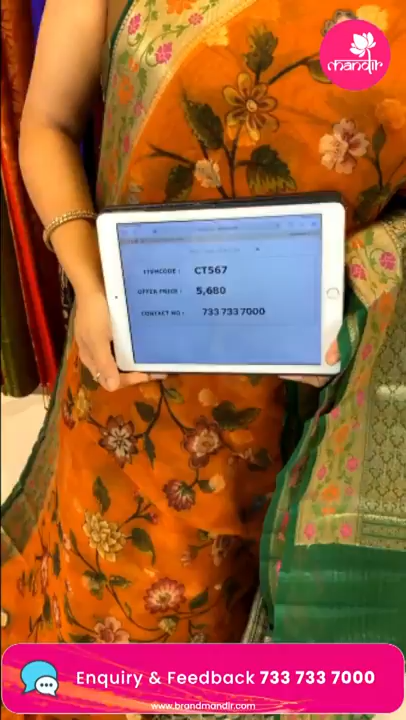 mandir
ITEMCODE : CT567
OFFER PRICE : 5,680
CONTACT NO : 733 733 7000
Enquiry & Feedback 733 733 7000
www.brandmandir.com